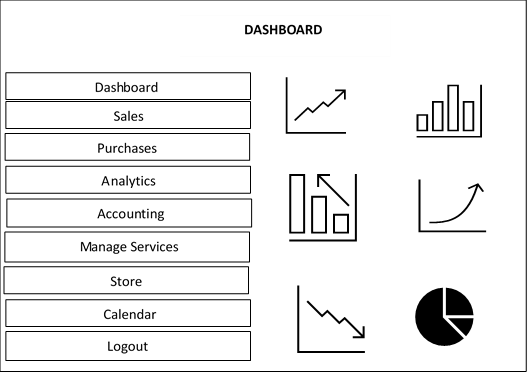 DASHBOARD
Dashboard
Sales
Purchases
Analytics
Accounting
Manage Services
Store
Calendar
Logout